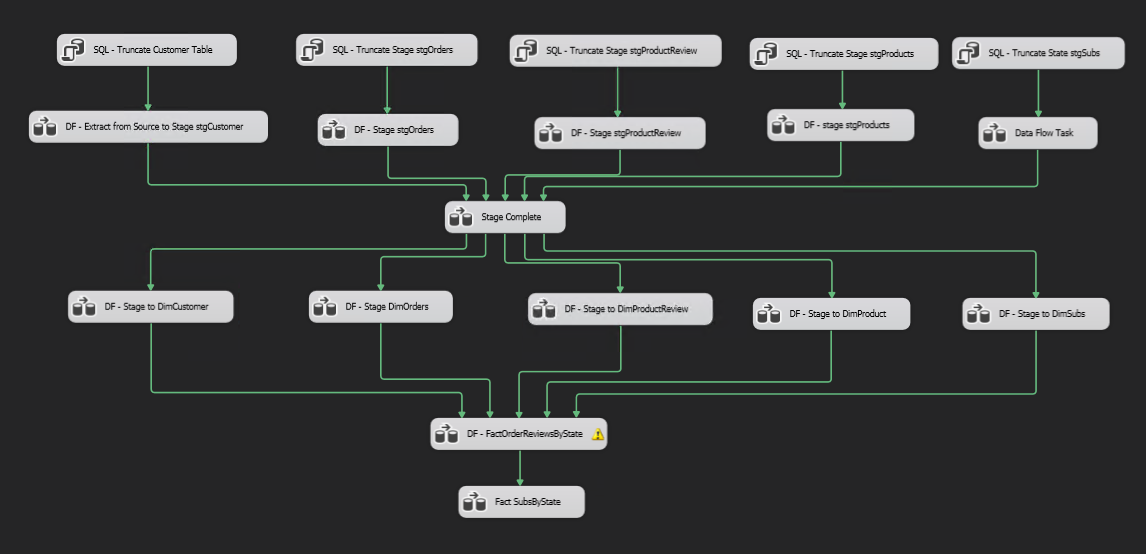 SQL - Truncate Customer Table
SQL - Truncate Stage stgOrders
SQL - Truncate Stage stgProductReview
SQL - Truncate Stage stgProducts
SQL - Truncate State stgSubs
DF - Extract from Source to Stage stgCustomer
DF - Stage stgOrders
DF - Stage stgProductReview
DF - stage stgProducts
Data Flow Task
Stage Complete
DF - Stage to DimCustomer
DF - Stage DimOrders
DF - Stage to DimProductReview
DF - Stage to DimProduct
DF - Stage to DimSubs
DF - FactOrderReviewsByState
Fact SubsByState